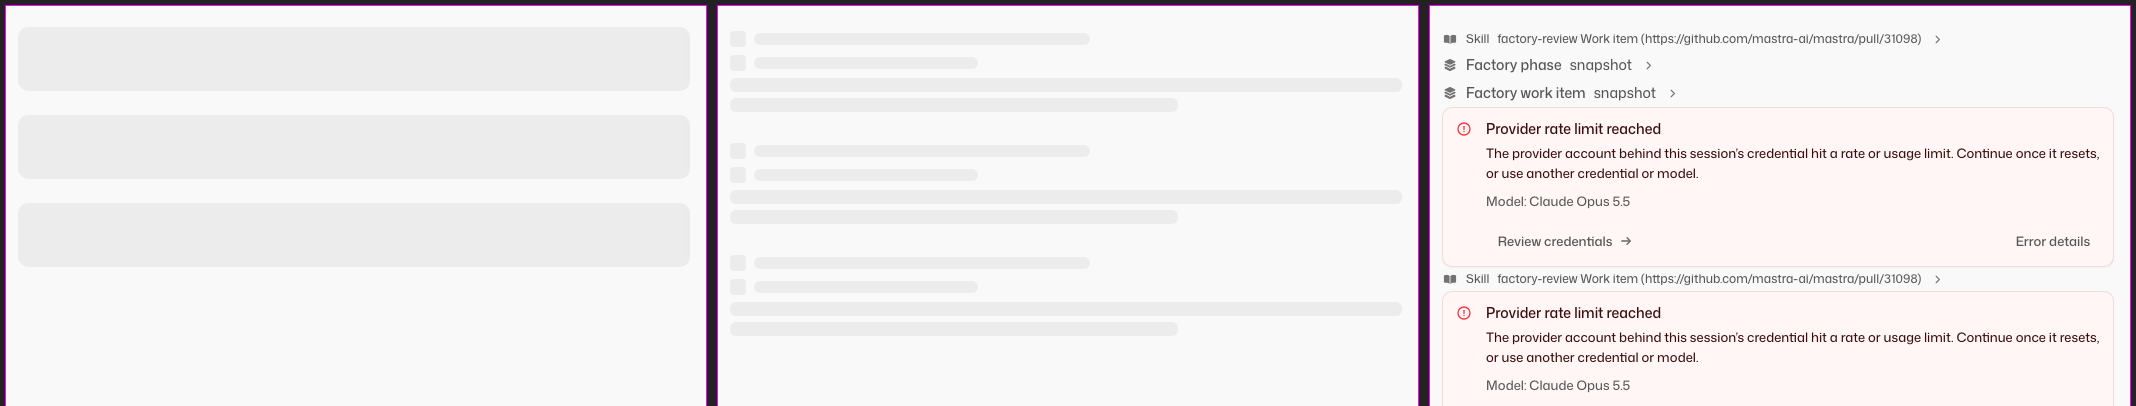 Skill factory-review Work item (https://github.com/mastra-ai/mastra/pull/31098)
Factory phase snapshot
Factory work item snapshot
Provider rate limit reached
The provider account behind this session's credential hit a rate or usage limit. Continue once it resets,
or use another credential or model.
Model: Claude Opus 5.5
Review credentials → Error details
Skill factory-review Work item (https://github.com/mastra-ai/mastra/pull/31098)
Provider rate limit reached
The provider account behind this session's credential hit a rate or usage limit. Continue once it resets,
or use another credential or model.
Model: Claude Opus 5.5